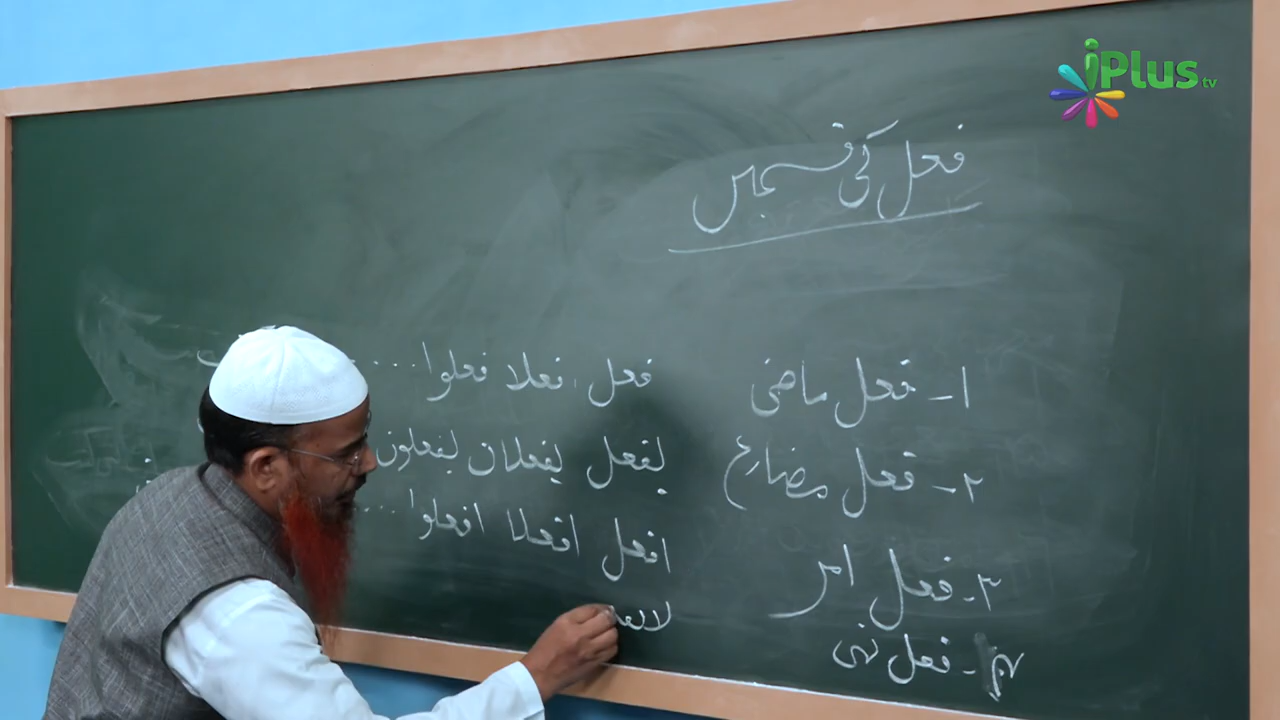 iPlus tv
فعل کی قسمیں
۱۔ فعل ماضی فعل، فعلا فعلوا...
۲۔ فعل مضارع یفعل یفعلان یفعلون
۳۔ فعل امر افعل افعلا افعلوا...
۴۔ فعل نہی